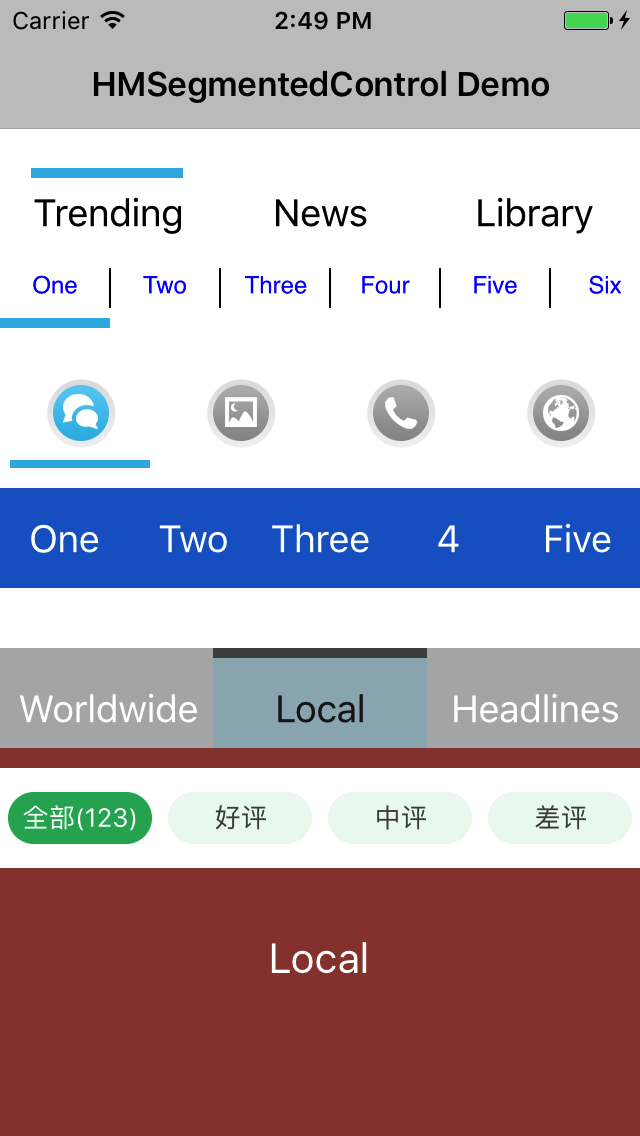 Carrier 2:49 PM
HMSegmentedControl Demo
Trending News Library
One Two Three Four Five Six
One Two Three 4 Five
Worldwide Local Headlines
全部(123) 好评 中评 差评
Local